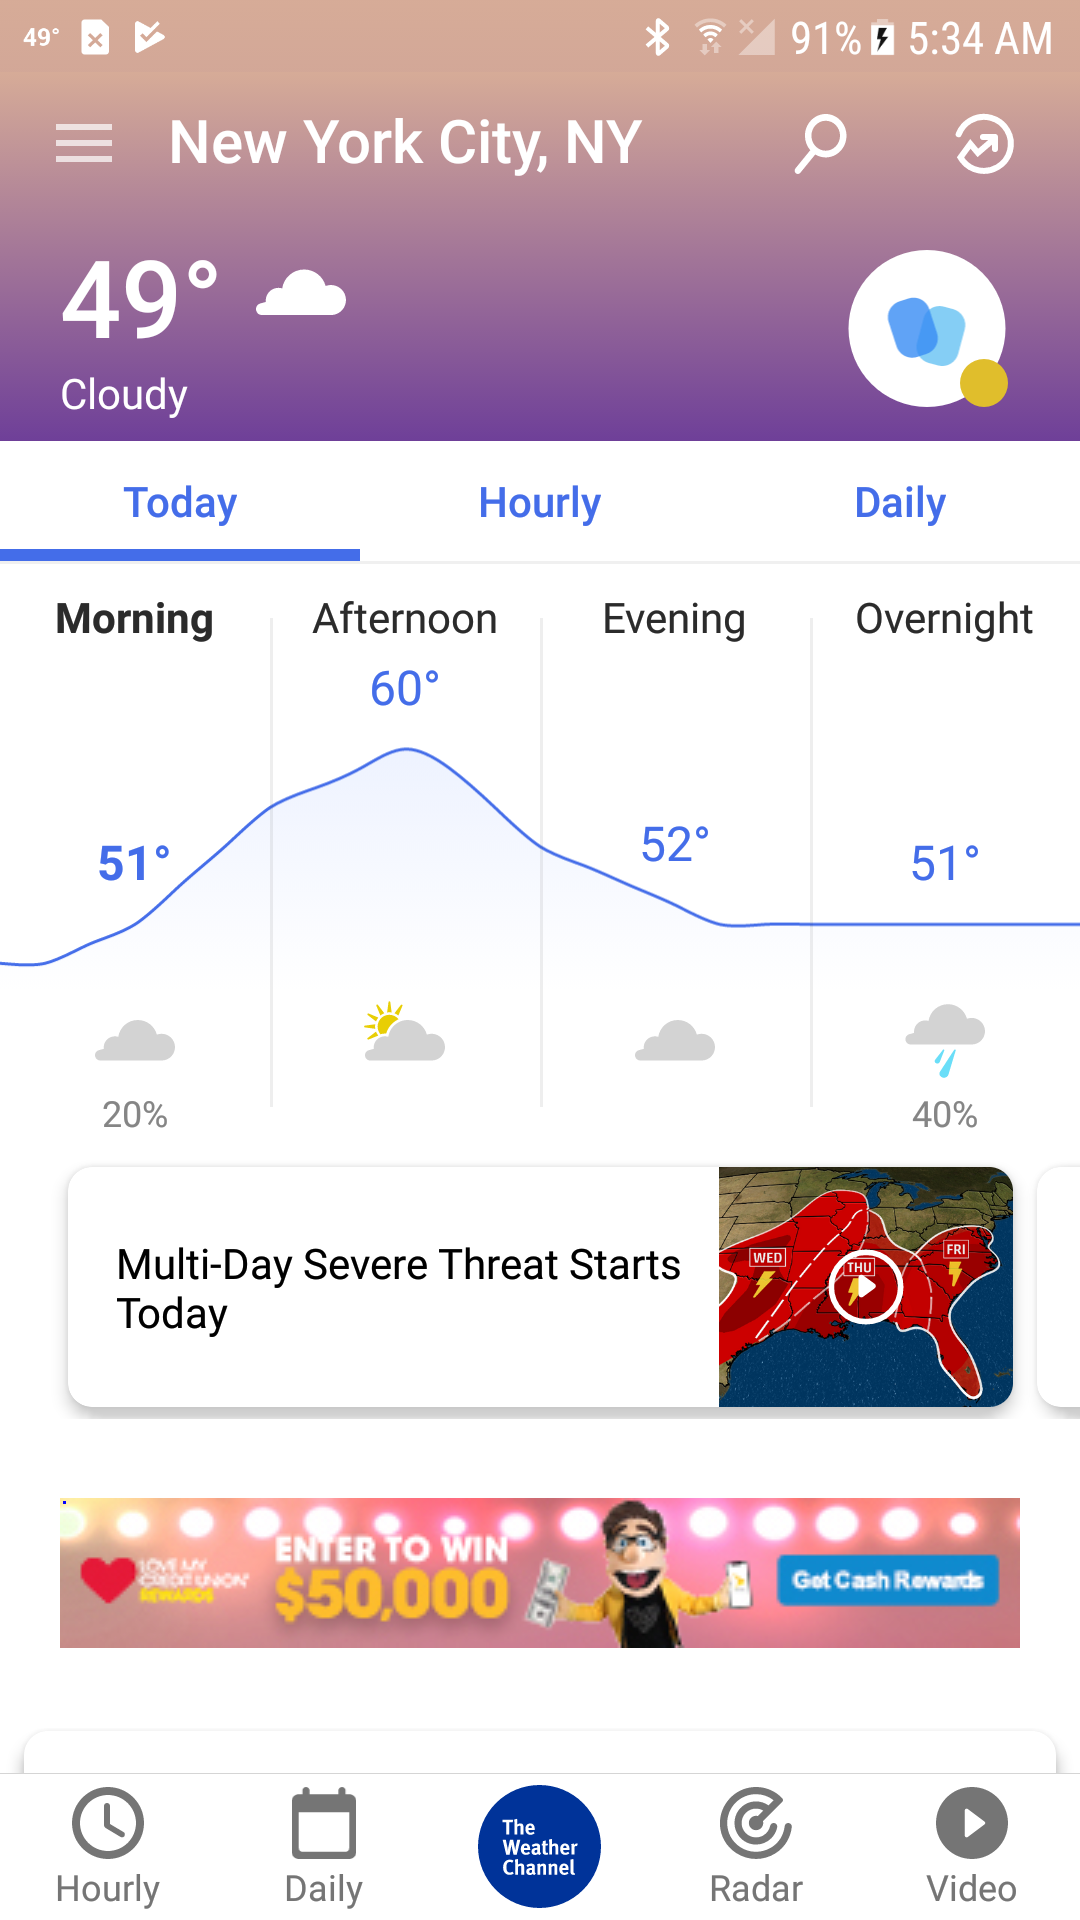 49° 91% 5:34 AM
New York City, NY
49°
Cloudy
Today Hourly Daily
Morning Afternoon Evening Overnight
60°
51° 52° 51°
20% 40%
Multi-Day Severe Threat Starts
Today
WED THU FRI
LOVE MY
CREDIT UNION
REWARDS
ENTER TO WIN
$50,000
Get Cash Rewards
The
Weather
Channel
Hourly Daily Radar Video